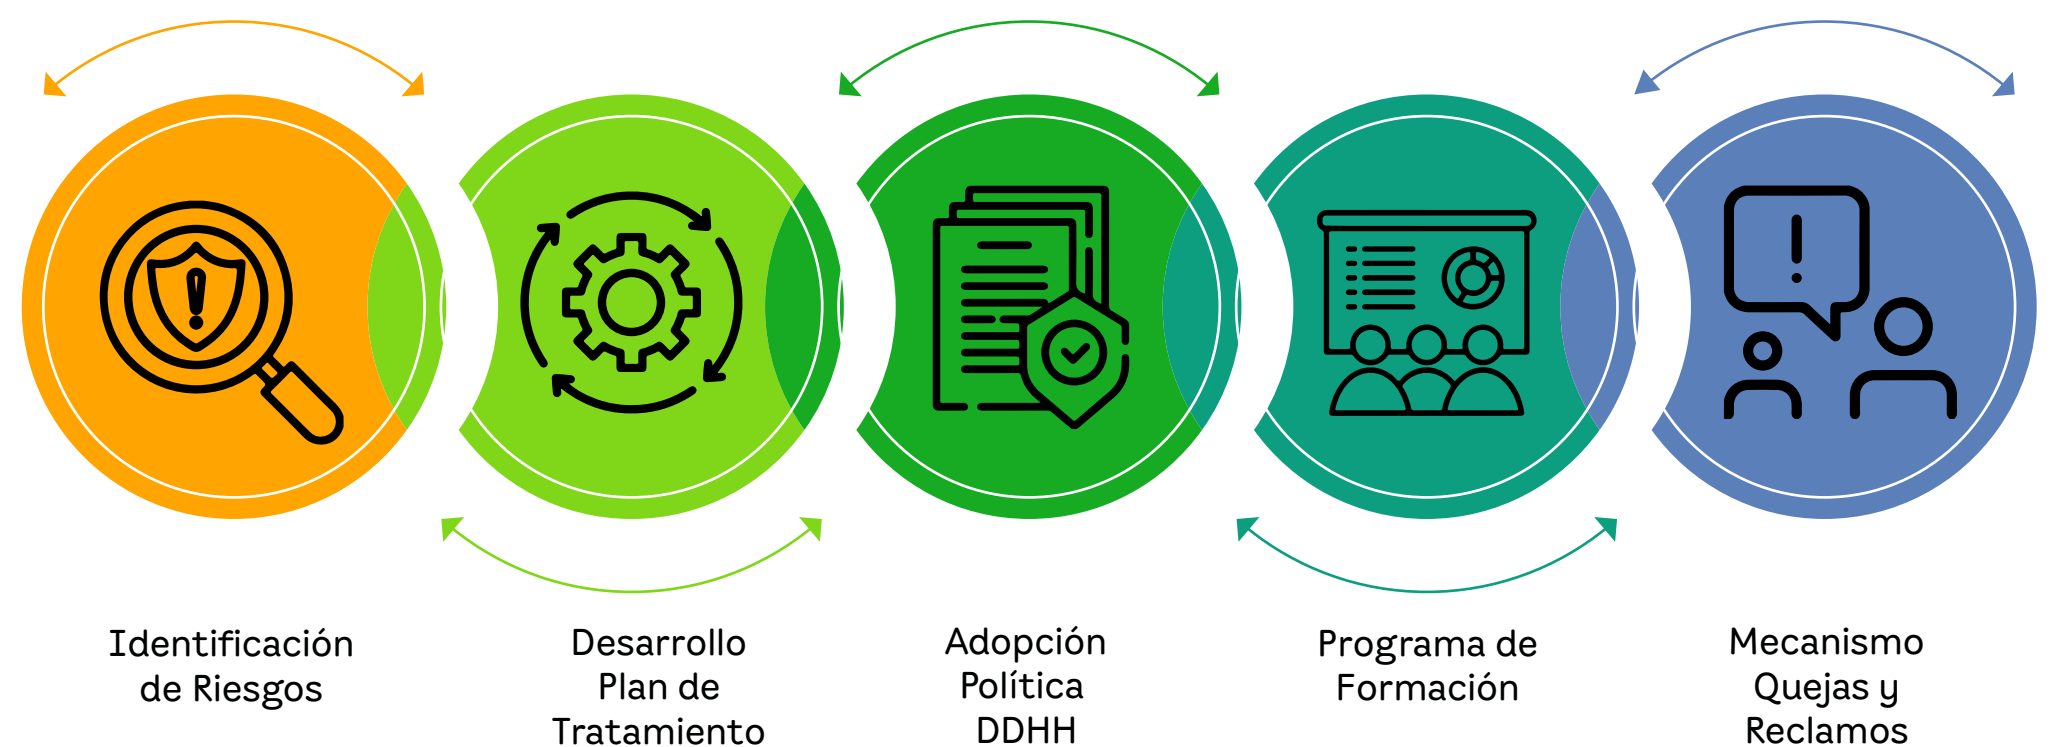 Identificación
de Riesgos
Desarrollo
Plan de
Tratamiento
Adopción
Política
DDHH
Programa de
Formación
Mecanismo
Quejas y
Reclamos